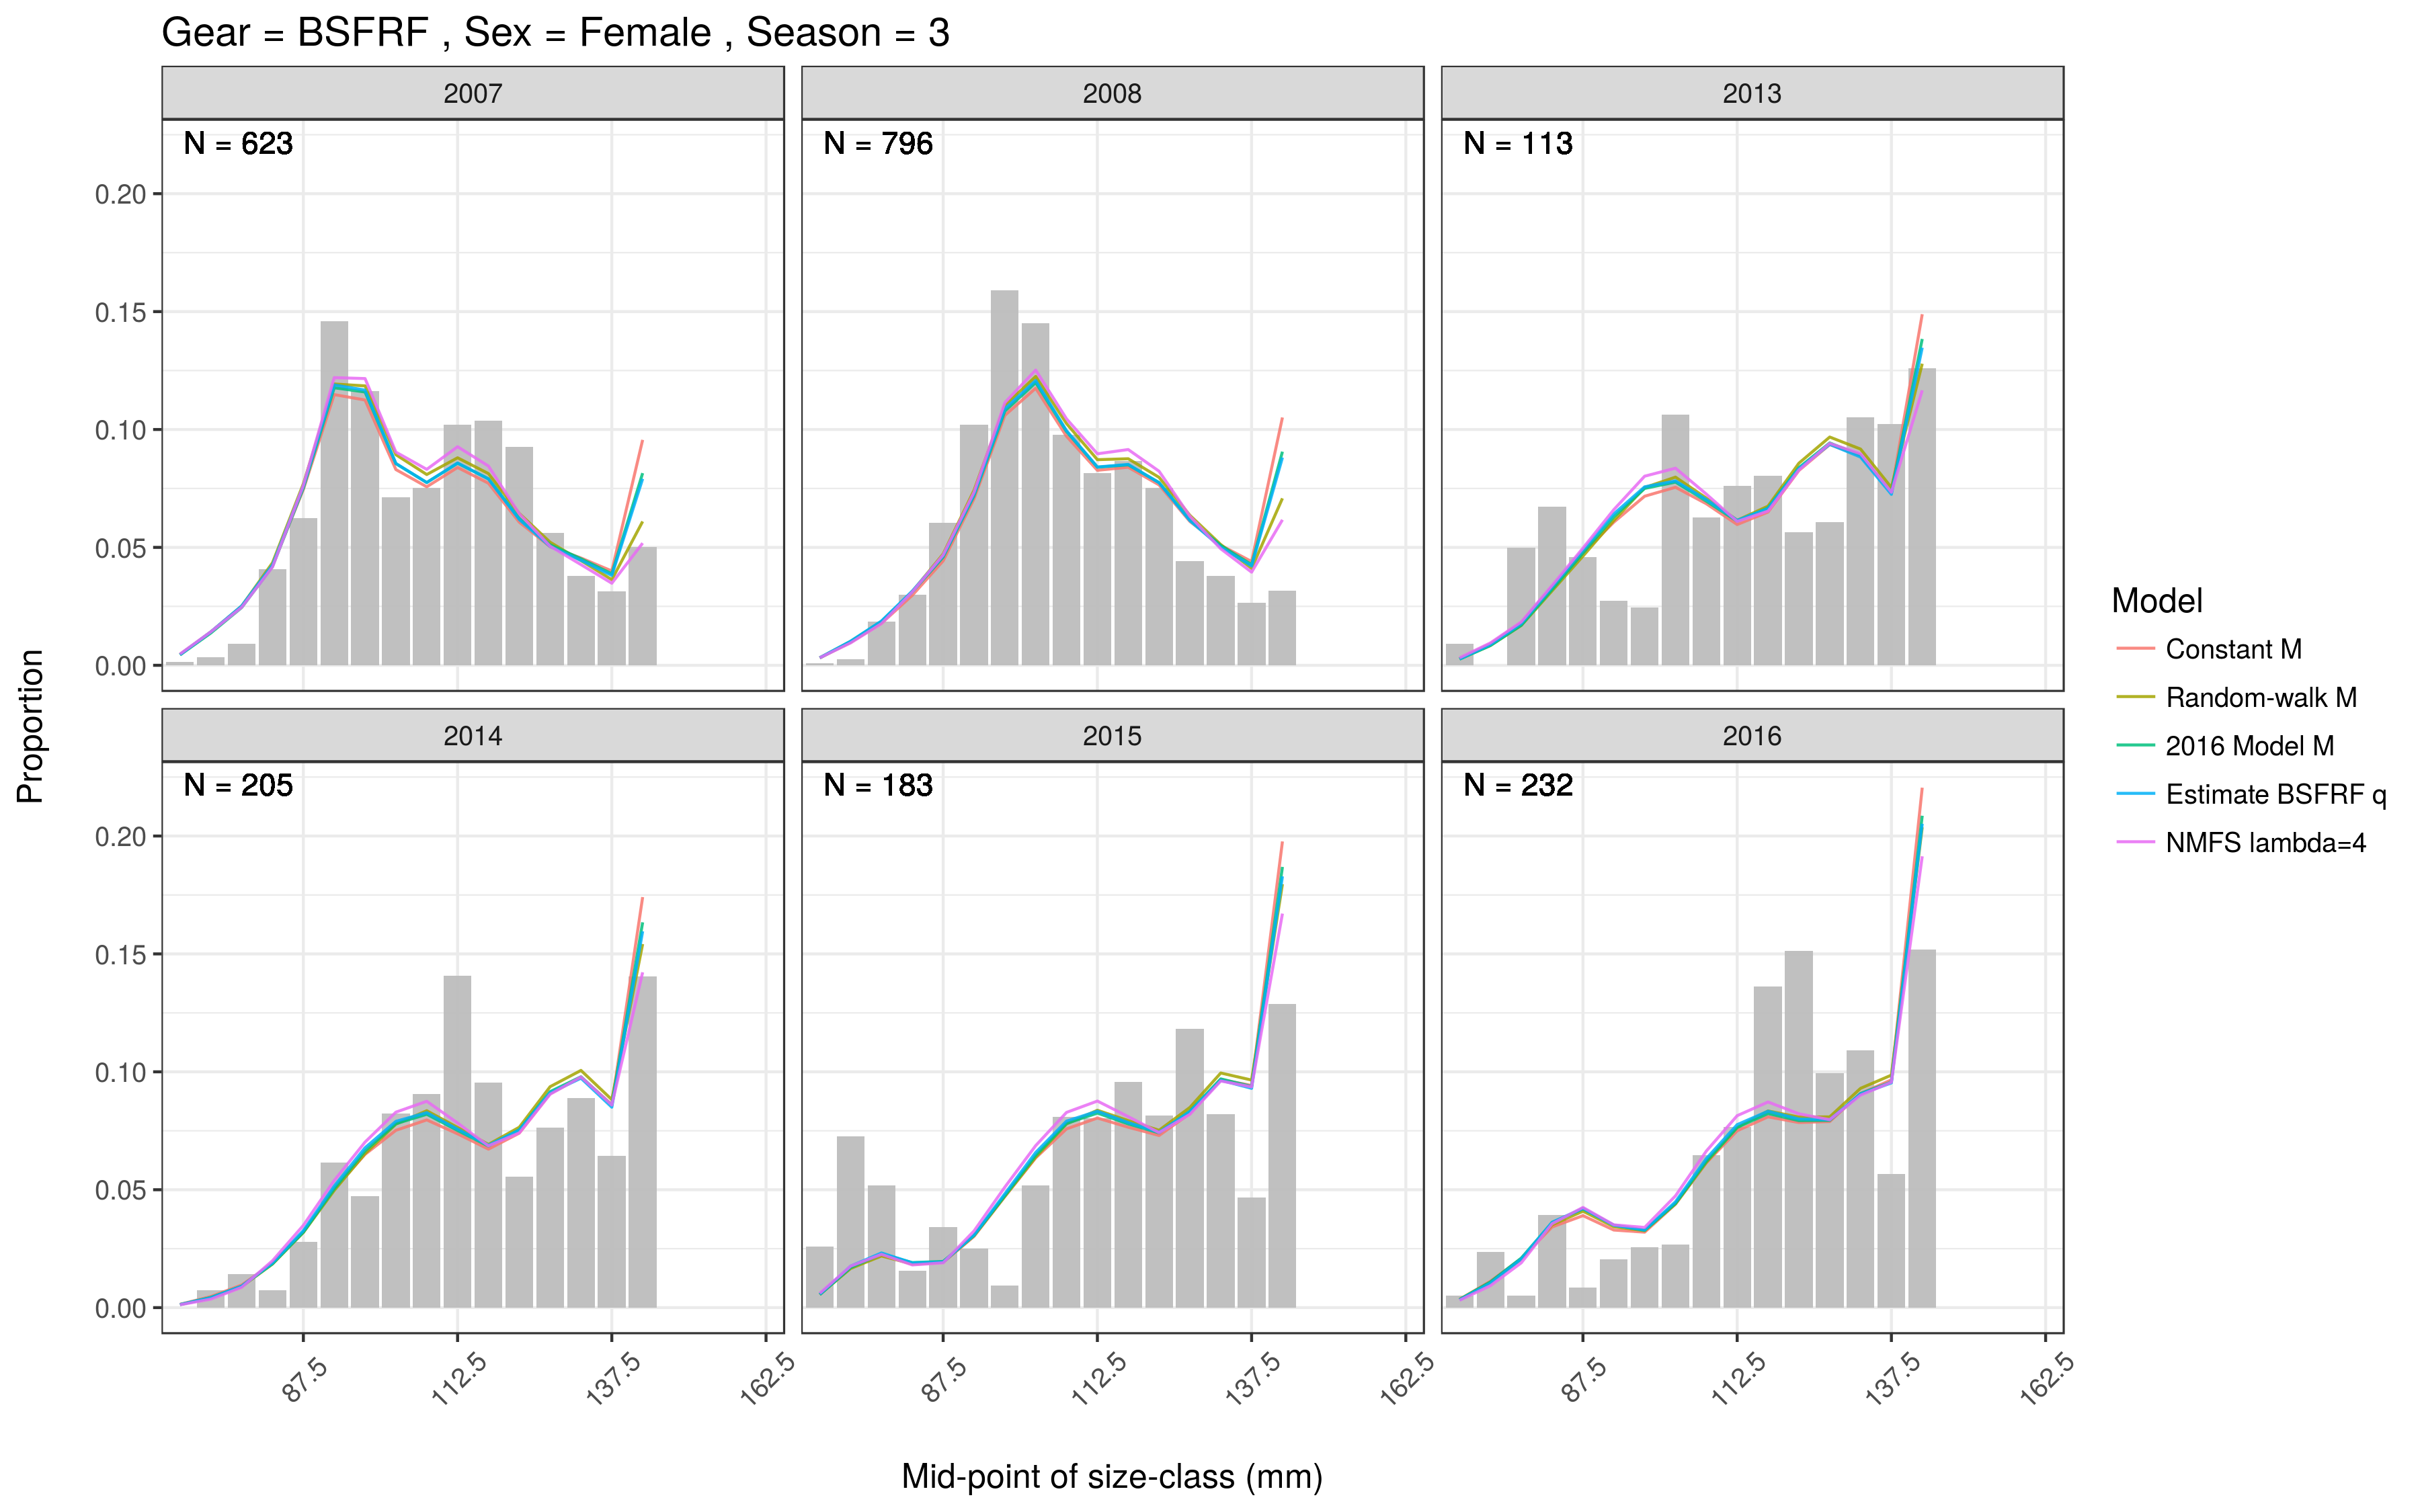 Gear = BSFRF , Sex = Female , Season = 3
2007
2008
2013
N = 623
N = 796
N = 113
0.20
0.15
0.10
0.05
0.00
2014
2015
2016
N = 205
N = 183
N = 232
0.20
0.15
0.10
0.05
0.00
87.5
112.5
137.5
162.5
87.5
112.5
137.5
162.5
87.5
112.5
137.5
162.5
Proportion
Mid-point of size-class (mm)
Model
Constant M
Random-walk M
2016 Model M
Estimate BSFRF q
NMFS lambda=4